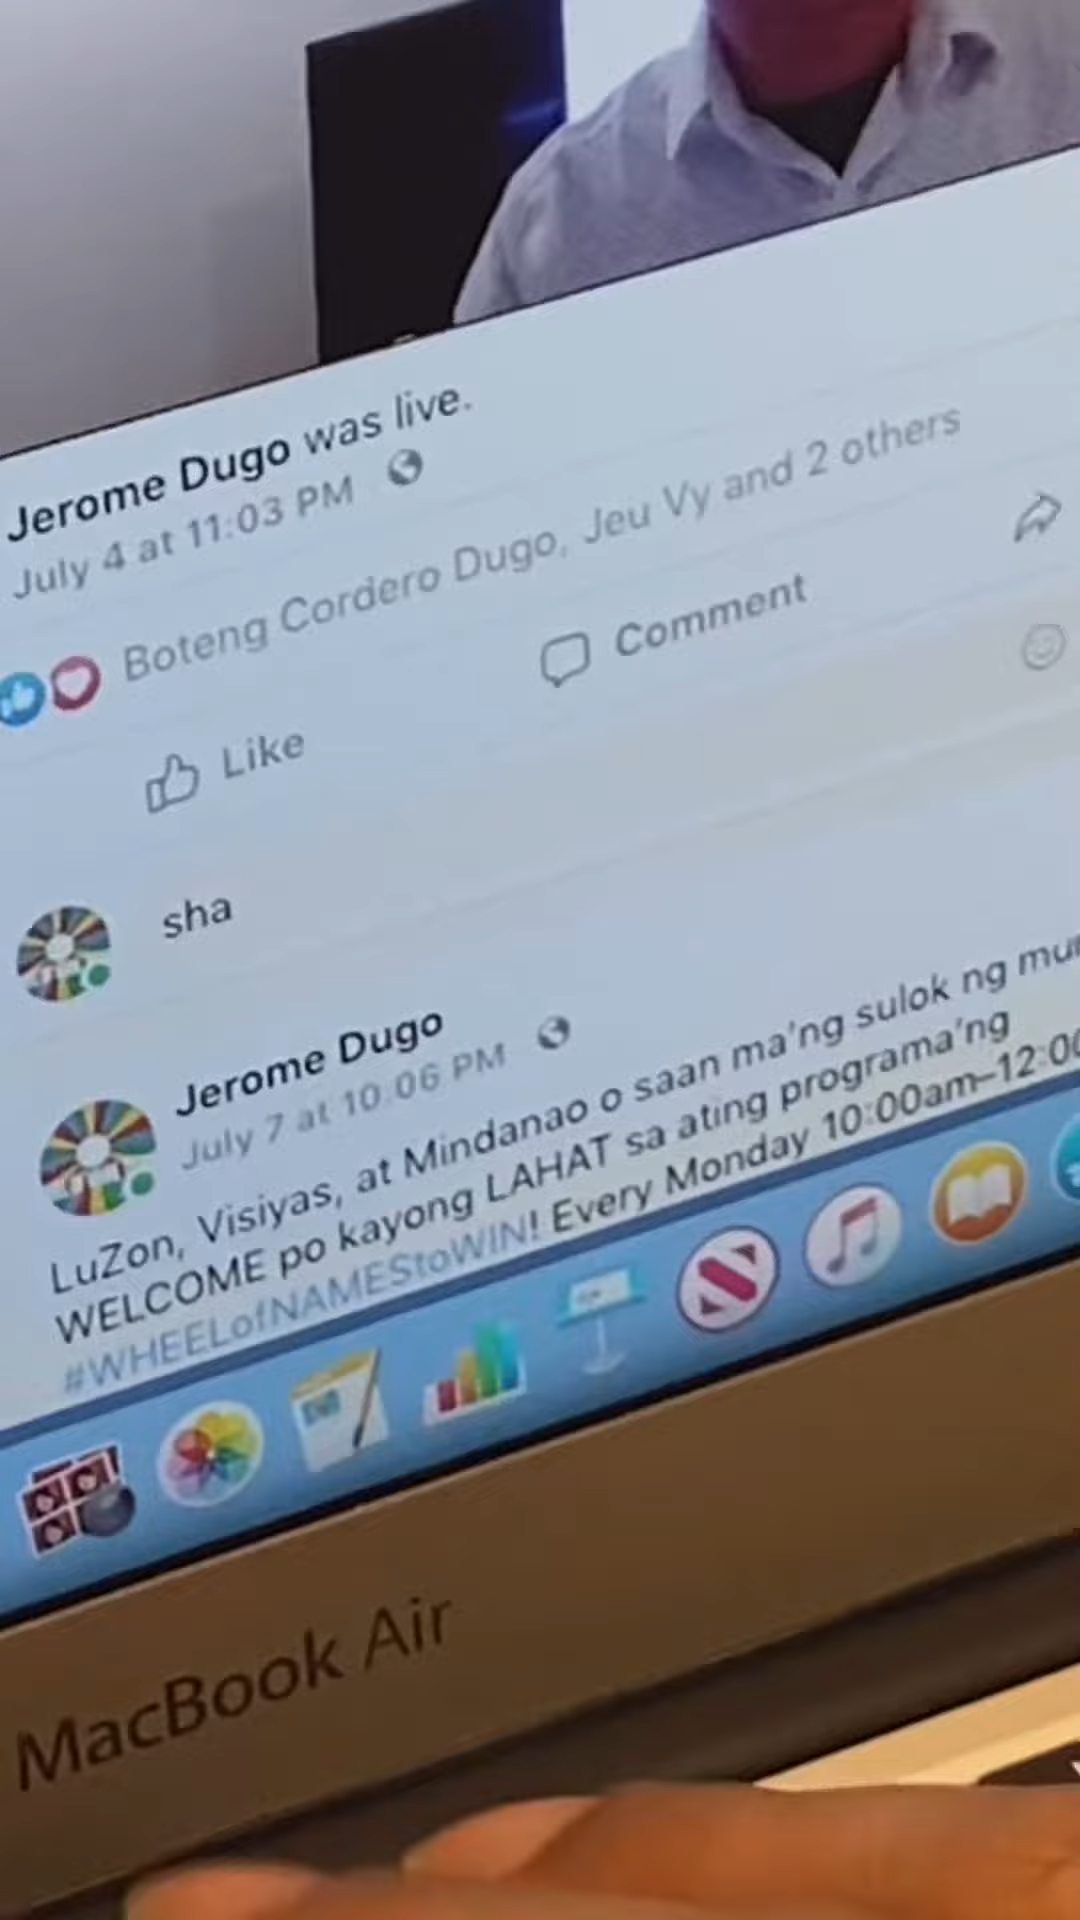 Jerome Dugo was live.
July 4 at 11:03 PM
Boteng Cordero Dugo, Jeu Vy and 2 others
Like
Comment
sha
Jerome Dugo
July 7 at 10:06 PM
LuZon, Visiyas, at Mindanao o saan ma'ng sulok ng
WELCOME po kayong LAHAT sa ating programa'ng
#WHEELofNAMEStoWIN! Every Monday 10:00am–12:00
MacBook Air